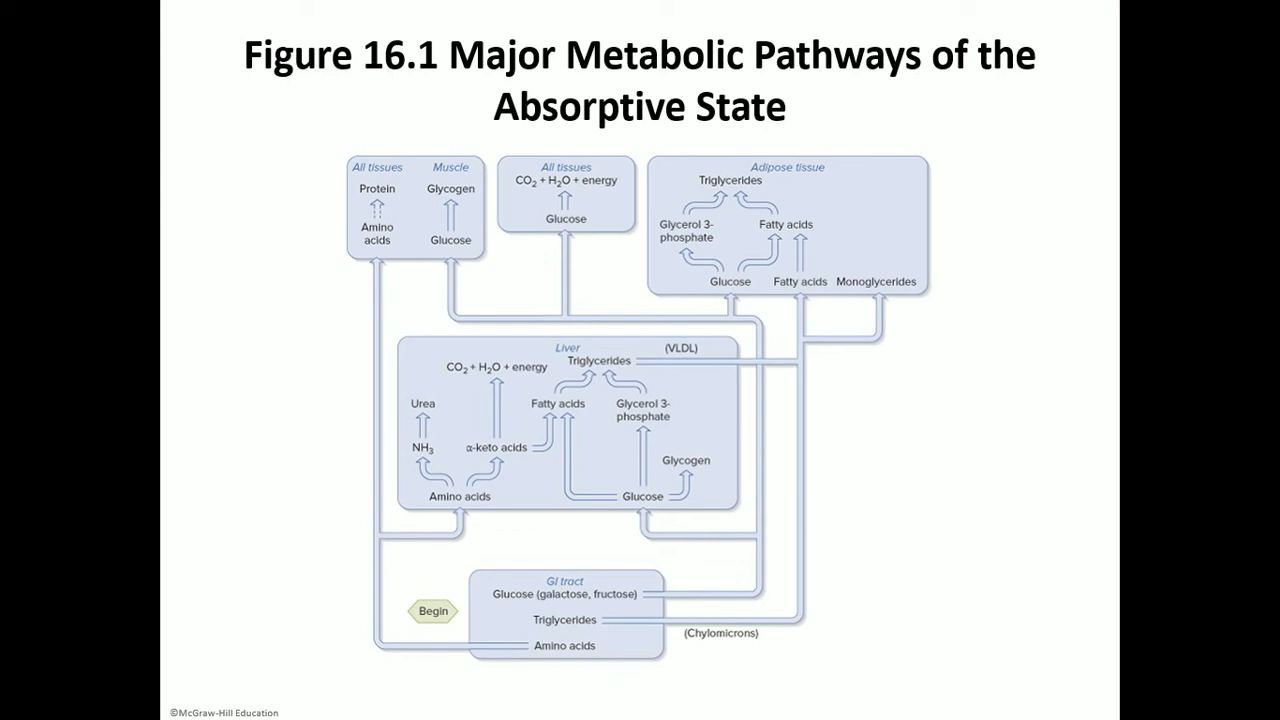 Figure 16.1 Major Metabolic Pathways of the
Absorptive State
All tissues
Muscle
Protein
Glycogen
Amino
acids
Glucose
All tissues
CO₂ + H₂O + energy
Glucose
Adipose tissue
Triglycerides
Glycerol 3-
phosphate
Fatty acids
Glucose
Fatty acids
Monoglycerides
Liver
(VLDL)
Triglycerides
CO₂ + H₂O + energy
Urea
Fatty acids
Glycerol 3-
phosphate
NH₃
α-keto acids
Glycogen
Amino acids
Glucose
GI tract
Glucose (galactose, fructose)
Begin
Triglycerides
(Chylomicrons)
Amino acids
©McGraw-Hill Education